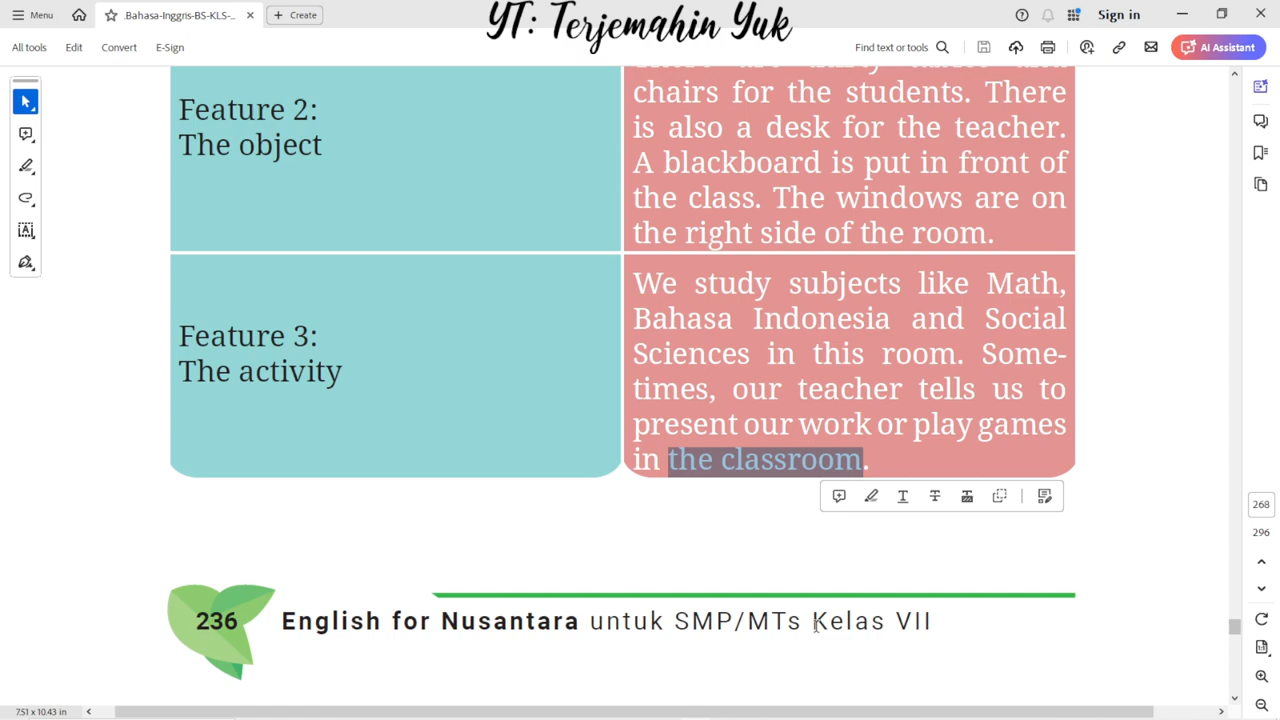 Menu
.Bahasa-Inggris-BS-KLS-...
Create
YT: Terjemahin Yuk
Sign in
All tools
Edit
Convert
E-Sign
Find text or tools
AI Assistant
Feature 2:
The object
chairs for the students. There
is also a desk for the teacher.
A blackboard is put in front of
the class. The windows are on
the right side of the room.
Feature 3:
The activity
We study subjects like Math,
Bahasa Indonesia and Social
Sciences in this room. Some-
times, our teacher tells us to
present our work or play games
in the classroom.
268
296
236
English for Nusantara untuk SMP/MTs Kelas VII
7.51 x 10.43 in